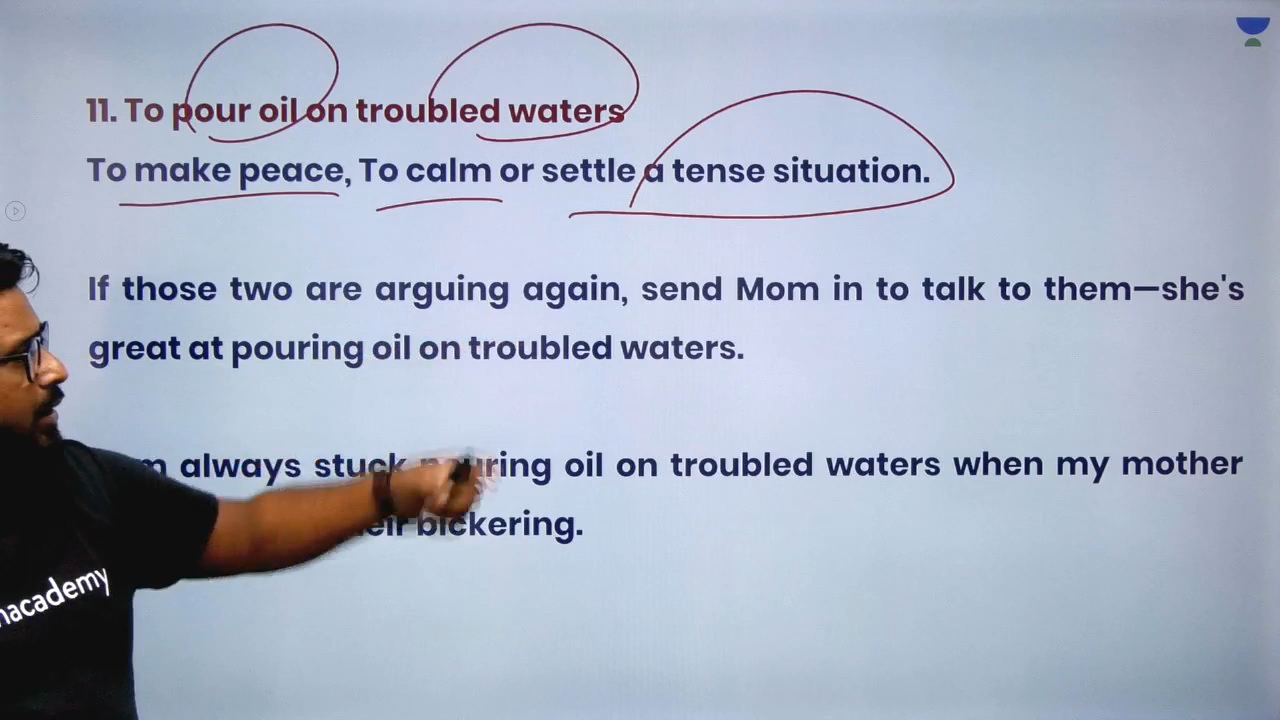 11. To pour oil on troubled waters
To make peace, To calm or settle a tense situation.
If those two are arguing again, send Mom in to talk to them—she's
great at pouring oil on troubled waters.
always stuck pouring oil on troubled waters when my mother
bickering.
nacademy